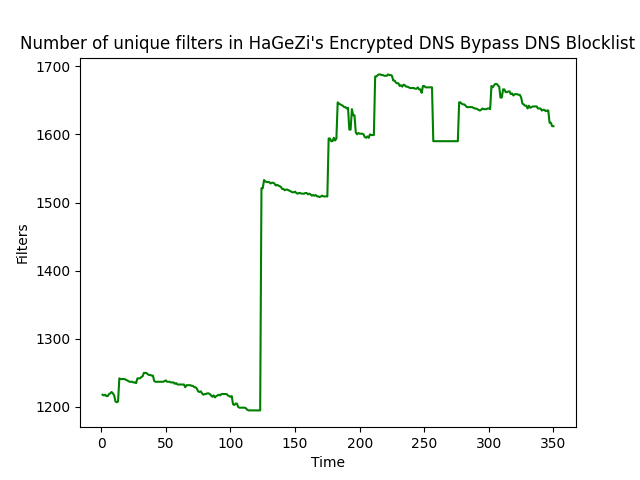 Number of unique filters in HaGeZi's Encrypted DNS Bypass DNS Blocklist
1700
1600
1500
1400
1300
1200
Filters
0 50 100 150 200 250 300 350
Time